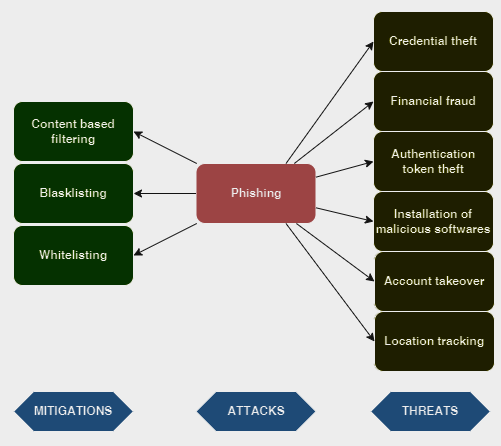 Content based
filtering
Blasklisting
Whitelisting
Phishing
Credential theft
Financial fraud
Authentication
token theft
Installation of
malicious softwares
Account takeover
Location tracking
MITIGATIONS
ATTACKS
THREATS